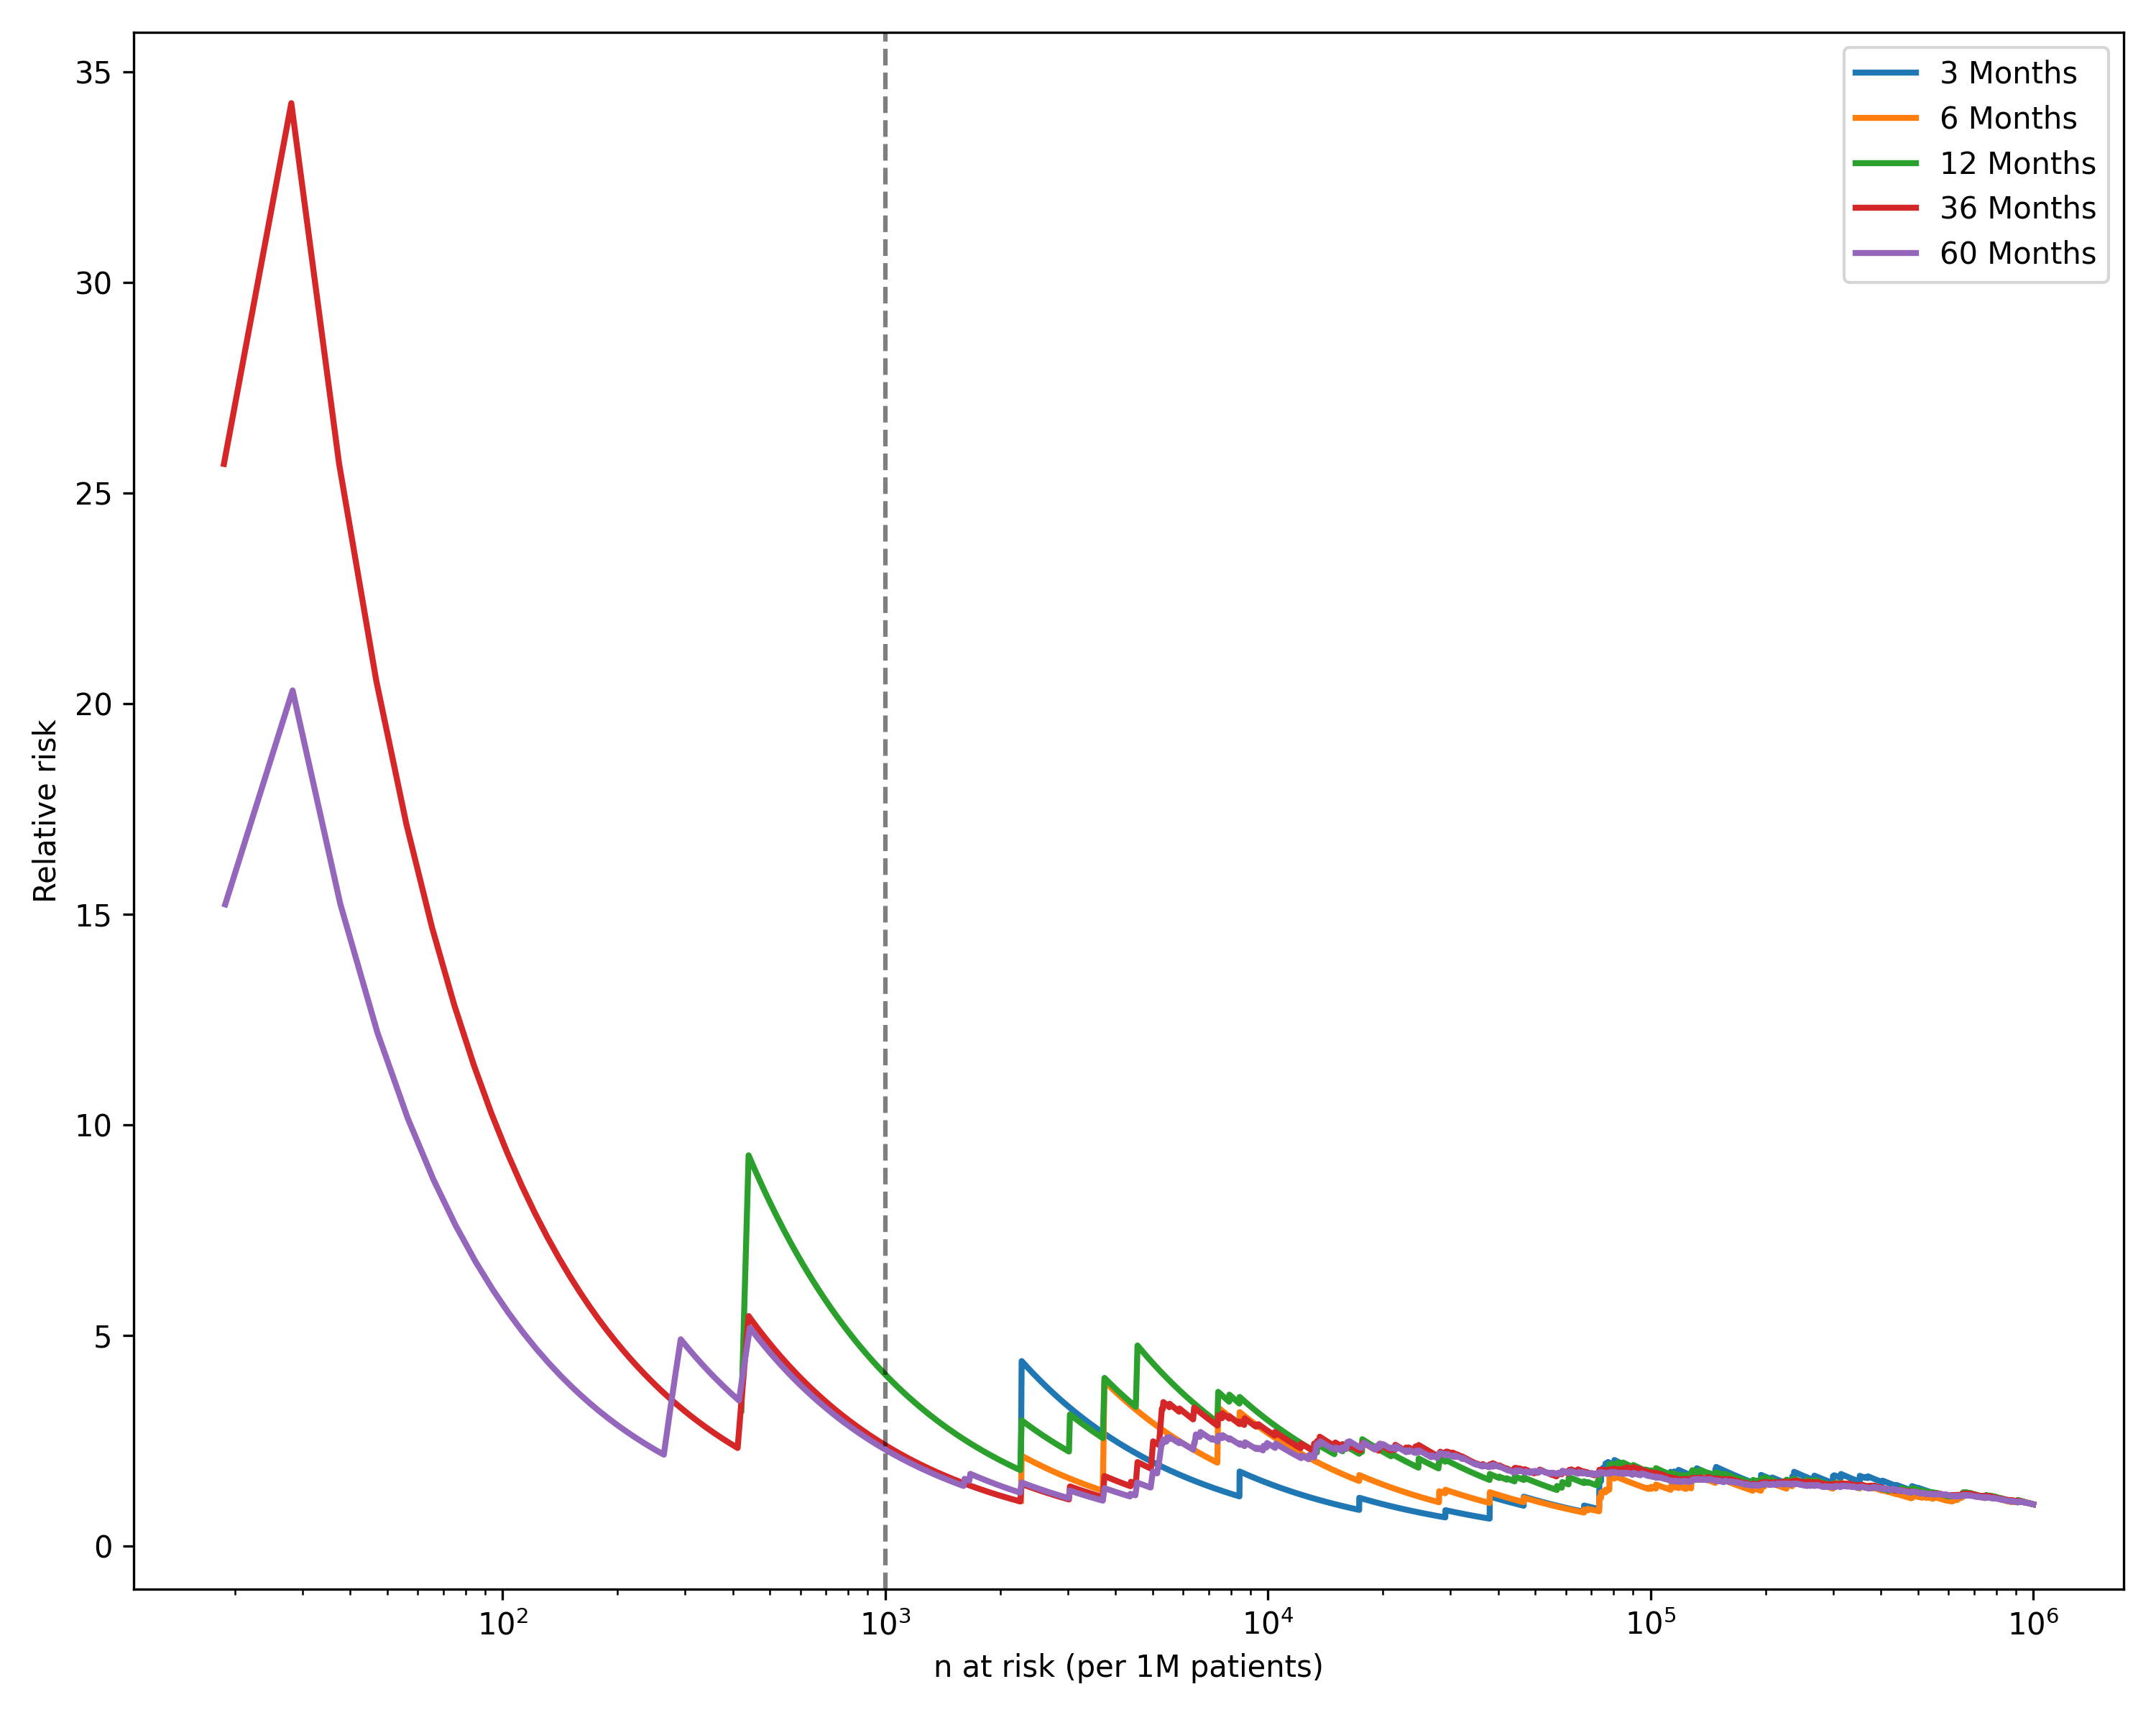 35
30
25
20
15
10
5
0
Relative risk
3 Months
6 Months
12 Months
36 Months
60 Months
10² 10³ 10⁴ 10⁵ 10⁶
n at risk (per 1M patients)